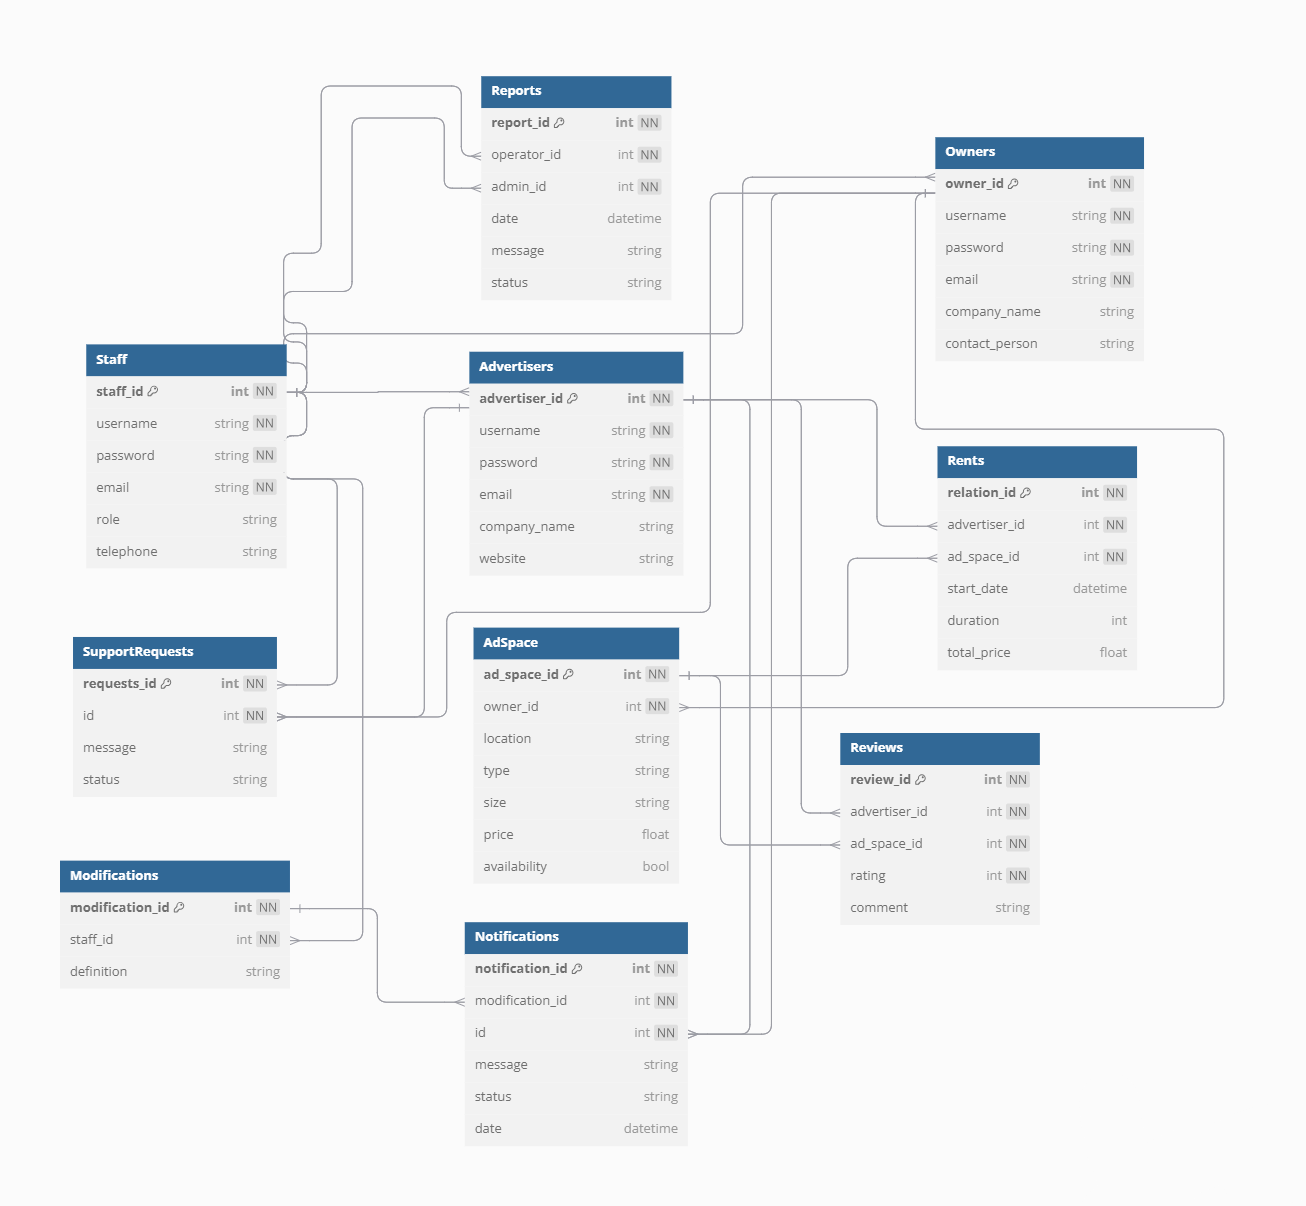 Reports
report_id int NN
operator_id int NN
admin_id int NN
date datetime
message string
status string
Owners
owner_id int NN
username string NN
password string NN
email string NN
company_name string
contact_person string
Staff
staff_id int NN
username string NN
password string NN
email string NN
role string
telephone string
Advertisers
advertiser_id int NN
username string NN
password string NN
email string NN
company_name string
website string
Rents
relation_id int NN
advertiser_id int NN
ad_space_id int NN
start_date datetime
duration int
total_price float
SupportRequests
requests_id int NN
id int NN
message string
status string
AdSpace
ad_space_id int NN
owner_id int NN
location string
type string
size string
price float
availability bool
Reviews
review_id int NN
advertiser_id int NN
ad_space_id int NN
rating int NN
comment string
Modifications
modification_id int NN
staff_id int NN
definition string
Notifications
notification_id int NN
modification_id int NN
id int NN
message string
status string
date datetime